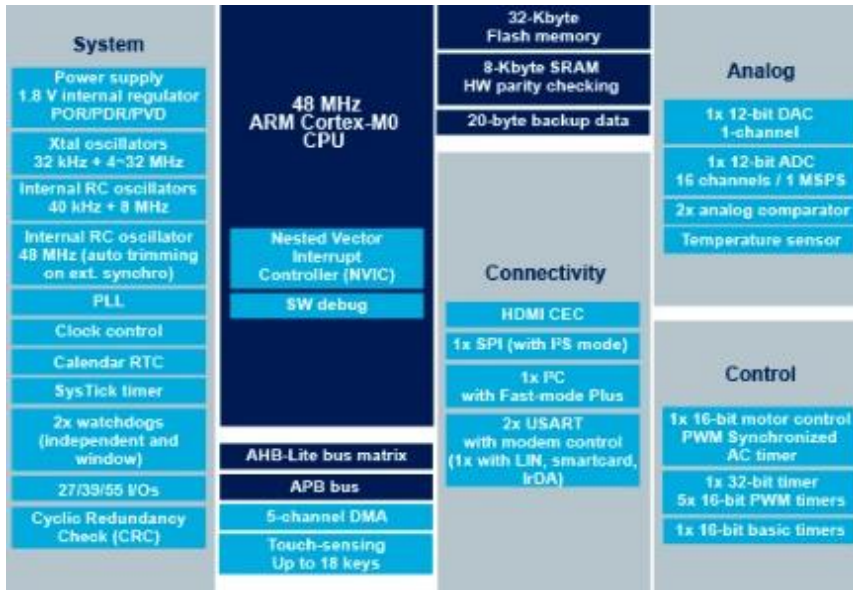 System
Power supply
1.8 V internal regulator
POR/PDR/PVD
Xtal oscillators
32 kHz + 4~32 MHz
Internal RC oscillators
40 kHz + 8 MHz
Internal RC oscillator
48 MHz (auto trimming
on ext. synchro)
PLL
Clock control
Calendar RTC
SysTick timer
2x watchdogs
(independent and
window)
27/39/55 I/Os
Cyclic Redundancy
Check (CRC)
48 MHz
ARM Cortex-M0
CPU
Nested Vector
Interrupt
Controller (NVIC)
SW debug
AHB-Lite bus matrix
APB bus
5-channel DMA
Touch-sensing
Up to 18 keys
32-Kbyte
Flash memory
8-Kbyte SRAM
HW parity checking
20-byte backup data
Connectivity
HDMI CEC
1x SPI (with I²S mode)
1x I²C
with Fast-mode Plus
2x USART
with modem control
(1x with LIN, smartcard,
IrDA)
Analog
1x 12-bit DAC
1-channel
1x 12-bit ADC
16 channels / 1 MSPS
2x analog comparator
Temperature sensor
Control
1x 16-bit motor control
PWM Synchronized
AC timer
1x 32-bit timer
5x 16-bit PWM timers
1x 16-bit basic timers